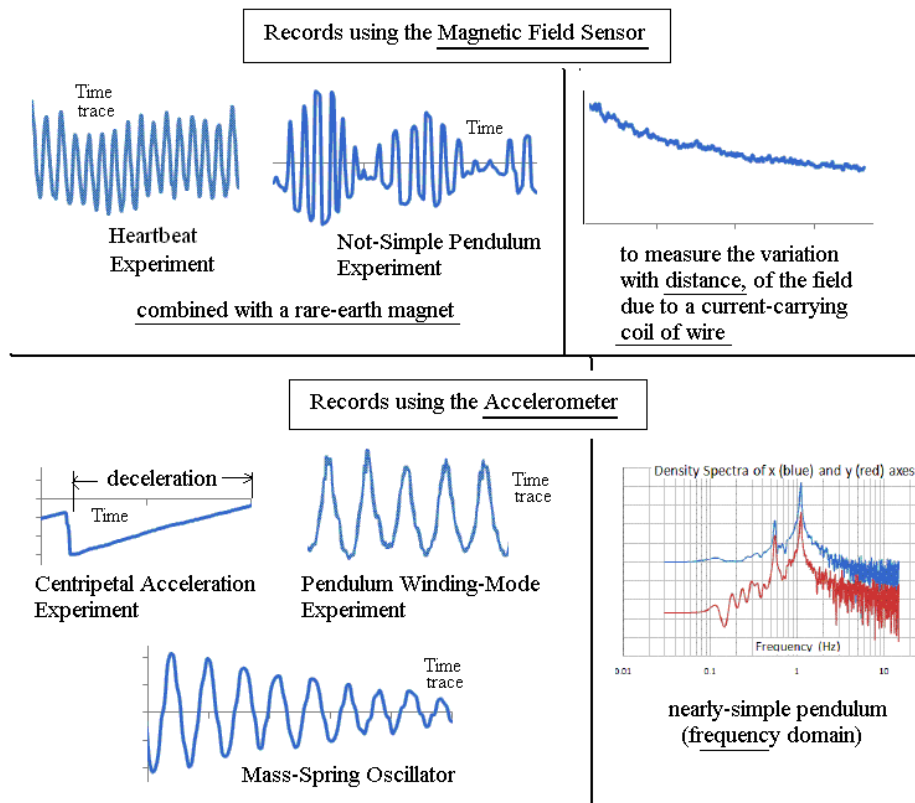 Records using the Magnetic Field Sensor
Time
trace
Time
Heartbeat
Experiment
Not-Simple Pendulum
Experiment
combined with a rare-earth magnet
to measure the variation
with distance, of the field
due to a current-carrying
coil of wire
Records using the Accelerometer
deceleration
Time
Centripetal Acceleration
Experiment
Time
trace
Pendulum Winding-Mode
Experiment
Time
trace
Mass-Spring Oscillator
Density Spectra of x (blue) and y (red) axes
Frequency (Hz)
0.01 0.1 1 10
nearly-simple pendulum
(frequency domain)